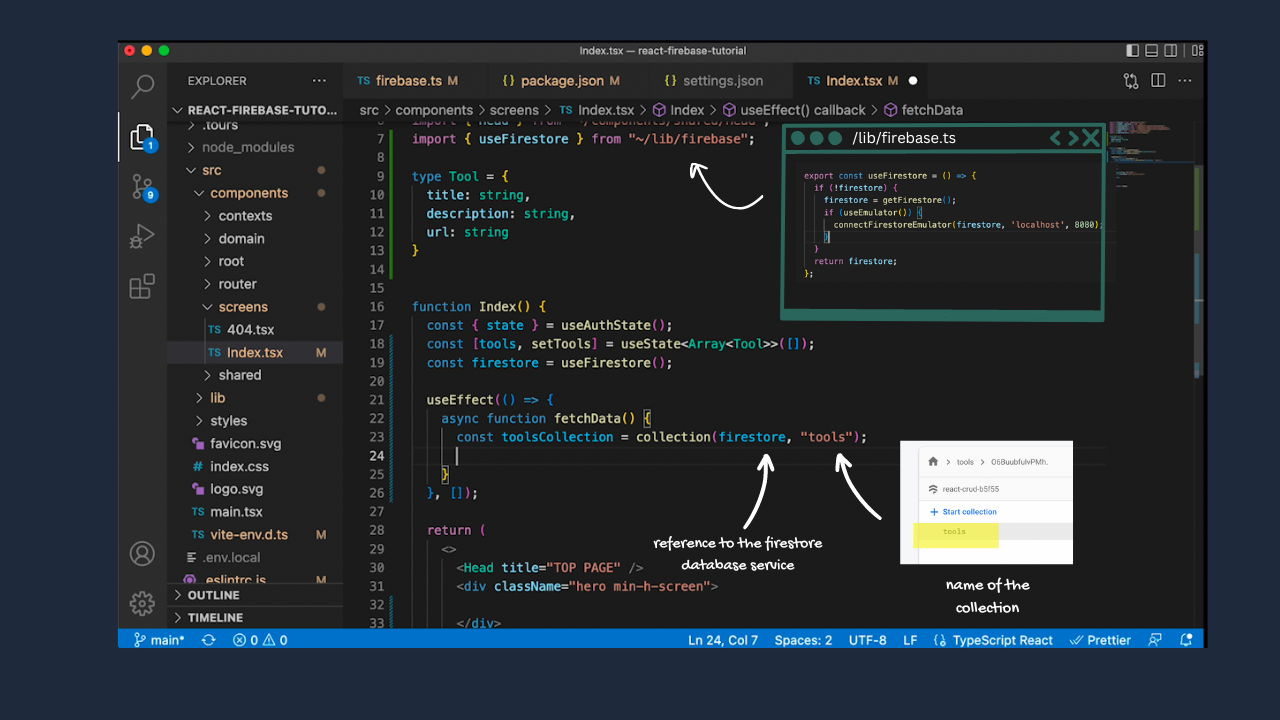 Index.tsx — react-firebase-tutorial
EXPLORER ···
REACT-FIREBASE-TUTO...
.tours
node_modules
src
components
contexts
domain
root
router
screens
TS 404.tsx
TS Index.tsx M
shared
lib
styles
favicon.svg
# index.css
logo.svg
TS main.tsx
TS vite-env.d.ts M
.env.local
.eslintrc.js M
OUTLINE
TIMELINE
1
9
TS firebase.ts M
{} package.json M
{} settings.json
TS Index.tsx M
src > components > screens > TS Index.tsx > Index > useEffect() callback > fetchData
6 import { Head } from "~/components/shared/Head";
7 import { useFirestore } from "~/lib/firebase";
8
9 type Tool = {
10 title: string,
11 description: string,
12 url: string
13 }
14
15
16 function Index() {
17 const { state } = useAuthState();
18 const [tools, setTools] = useState<Array<Tool>>([]);
19 const firestore = useFirestore();
20
21 useEffect(() => {
22 async function fetchData() {
23 const toolsCollection = collection(firestore, "tools");
24
25 }
26 }, []);
27
28 return (
29 <>
30 <Head title="TOP PAGE" />
31 <div className="hero min-h-screen">
32
33 </div>
/lib/firebase.ts
export const useFirestore = () => {
if (!firestore) {
firestore = getFirestore();
if (useEmulator()) {
connectFirestoreEmulator(firestore, 'localhost', 8080);
}
}
return firestore;
};
reference to the firestore
database service
tools > O6BuubfulvPMh.
react-crud-b5f55
+ Start collection
tools
name of the
collection
main* 0 0 Ln 24, Col 7 Spaces: 2 UTF-8 LF TypeScript React Prettier